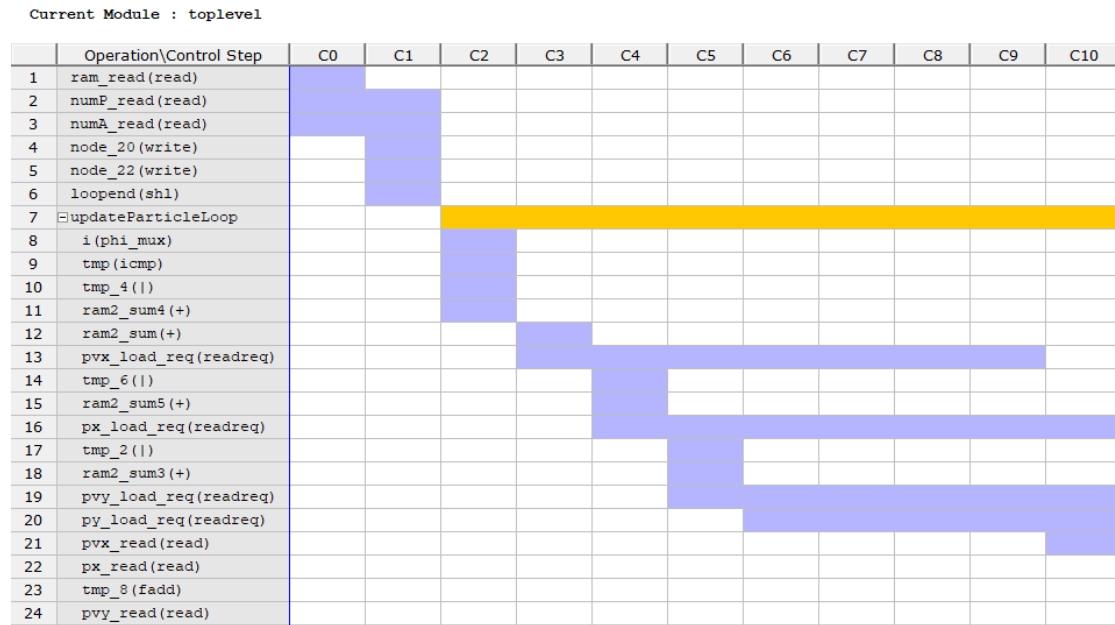 Current Module : toplevel
Operation\Control Step C0 C1 C2 C3 C4 C5 C6 C7 C8 C9 C10
1 ram_read(read)
2 numP_read(read)
3 numA_read(read)
4 node_20(write)
5 node_22(write)
6 loopend(shl)
7 updateParticleLoop
8 i(phi_mux)
9 tmp(icmp)
10 tmp_4(|)
11 ram2_sum4(+)
12 ram2_sum(+)
13 pvx_load_req(readreq)
14 tmp_6(|)
15 ram2_sum5(+)
16 px_load_req(readreq)
17 tmp_2(|)
18 ram2_sum3(+)
19 pvy_load_req(readreq)
20 py_load_req(readreq)
21 pvx_read(read)
22 px_read(read)
23 tmp_8(fadd)
24 pvy_read(read)